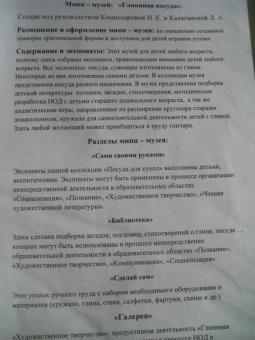 Мини – музей: «Глиняная посуда».
Создан под руководством Комиссаровой Н. Е. и Калягановой Л. А.
Размещение и оформление мини – музея: на специально созданной
этажерке оригинальной формы в доступном для детей игровом уголке.
Содержание и экспонаты: Этот музей для детей любого возраста,
поэтому здесь собраны экспонаты, привлекающие внимание детей любого
возраста. Все экспонаты: посуда, сувениры изготовлены из глины.
Некоторые из них изготовлены самими детьми. В коллекции музея
представлена посуда разного назначения. В музее представлена подборка
детской литературы: потешек, загадок, стихотворений; методические
разработки НОД с детьми старшего дошкольного возраста, а так же
дидактические игры, направленные на расширение кругозора старших
дошкольников; кружало для самостоятельной деятельности детей с глиной.
Здесь любой желающий может приобщиться к труду гончара.
Разделы мини – музея:
«Сами своими руками»
Экспонаты данной коллекции «Посуда для кукол» выполнены детьми,
воспитателями. Экспонаты могут быть применены в процессе организации
непосредственной деятельности в образовательных областях
«Социализация», «Познание», «Художественное творчество», «Чтение
художественной литературы».
«Библиотека»
Здесь сделана подборка загадок, пословиц, стихотворений о глине, посуде …
которые могут быть использованы в процессе непосредственно
образовательной деятельности в образовательных областях «Познание»,
«Художественное творчество», «Коммуникация», «Социализация».
«Сделай сам»
Этот уголок ручного труда с набором необходимого оборудования и
материалов (кружало, глина, стеки, салфетки, фартуки, схемы и др.)
«Галерея»
«Художественное творчество», продуктивная деятельность «Глиняная
в процессе НОД в